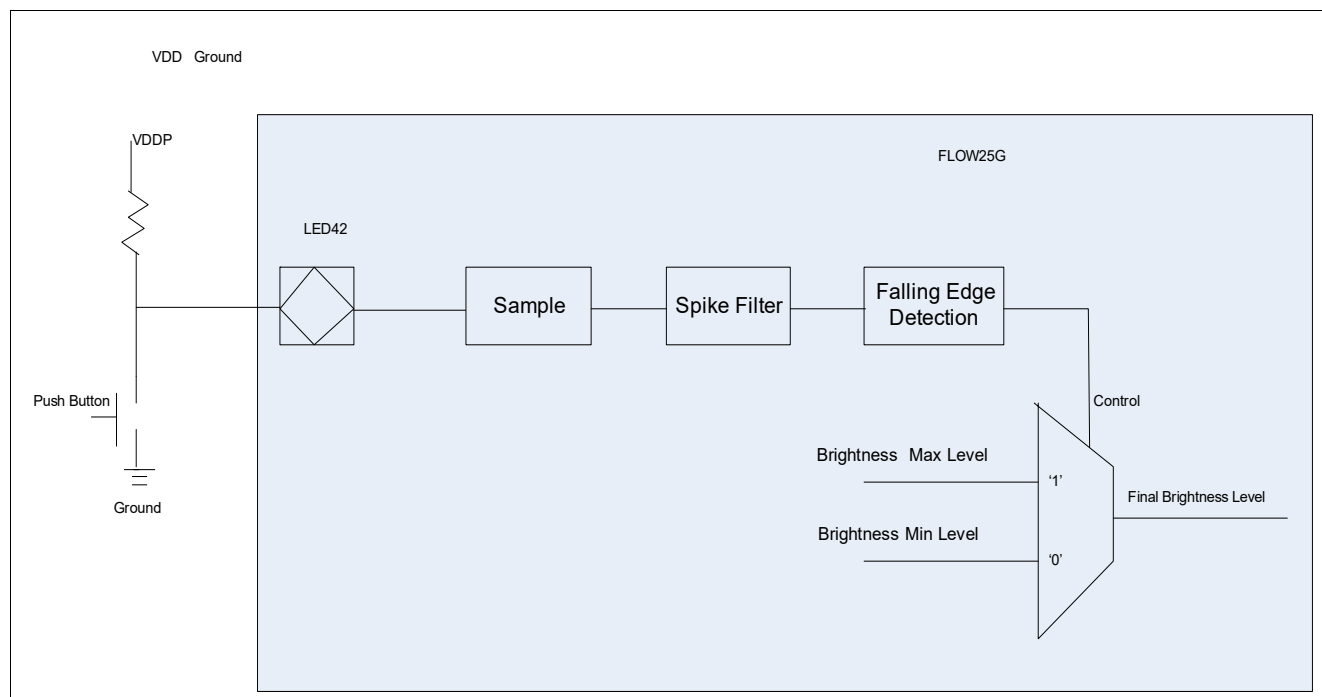 VDD Ground
VDDP
FLOW25G
LED42
Sample
Spike Filter
Falling Edge
Detection
Push Button
Control
Brightness Max Level
'1'
Final Brightness Level
Ground
Brightness Min Level
'0'